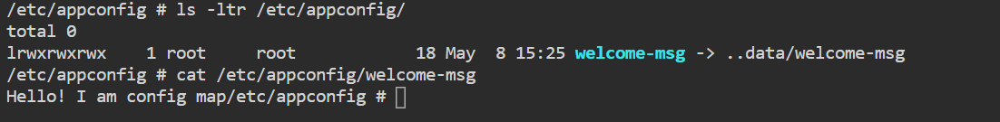 /etc/appconfig # ls -ltr /etc/appconfig/
total 0
lrwxrwxrwx    1 root     root            18 May  8 15:25 welcome-msg -> ..data/welcome-msg
/etc/appconfig # cat /etc/appconfig/welcome-msg
Hello! I am config map/etc/appconfig #